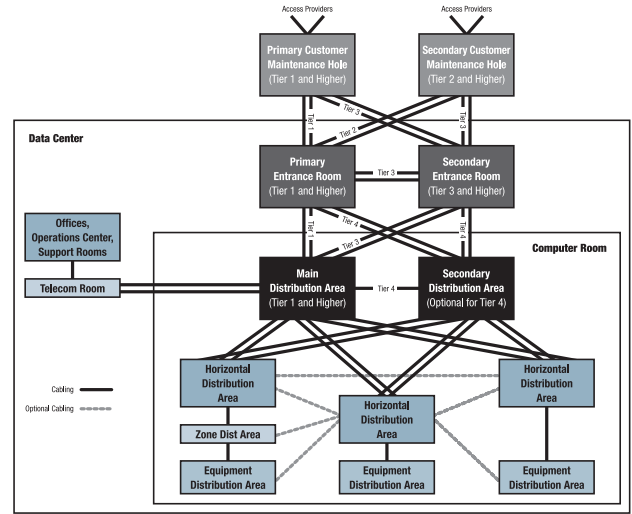 Access Providers
Access Providers
Primary Customer
Maintenance Hole
(Tier 1 and Higher)
Secondary Customer
Maintenance Hole
(Tier 2 and Higher)
Tier 1
Tier 3
Tier 2
Tier 3
Data Center
Primary
Entrance Room
(Tier 1 and Higher)
Tier 3
Secondary
Entrance Room
(Tier 3 and Higher)
Tier 1
Tier 4
Tier 3
Tier 4
Offices,
Operations Center,
Support Rooms
Telecom Room
Computer Room
Main
Distribution Area
(Tier 1 and Higher)
Tier 4
Secondary
Distribution Area
(Optional for Tier 4)
Horizontal
Distribution
Area
Horizontal
Distribution
Area
Horizontal
Distribution
Area
Cabling
Optional Cabling
Zone Dist Area
Equipment
Distribution Area
Equipment
Distribution Area
Equipment
Distribution Area